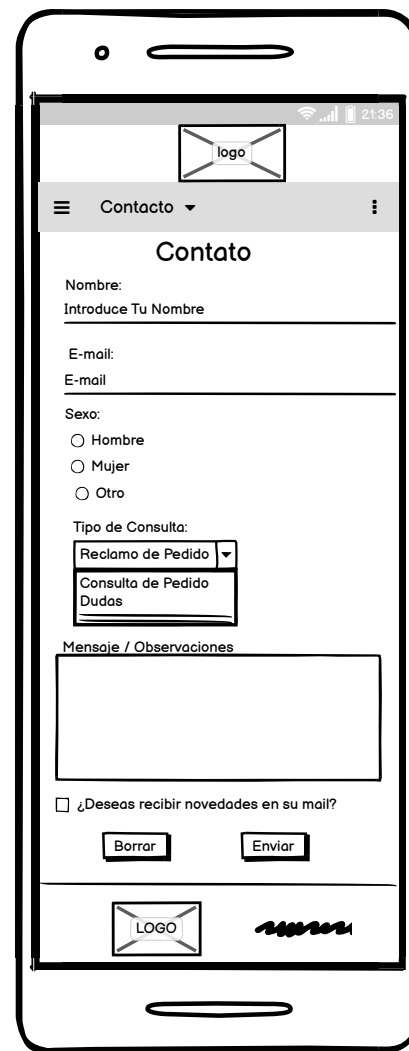 21:36
logo
Contacto
Contato
Nombre:
Introduce Tu Nombre
E-mail:
E-mail
Sexo:
Hombre
Mujer
Otro
Tipo de Consulta:
Reclamo de Pedido
Consulta de Pedido
Dudas
Mensaje / Observaciones
¿Deseas recibir novedades en su mail?
Borrar Enviar
LOGO